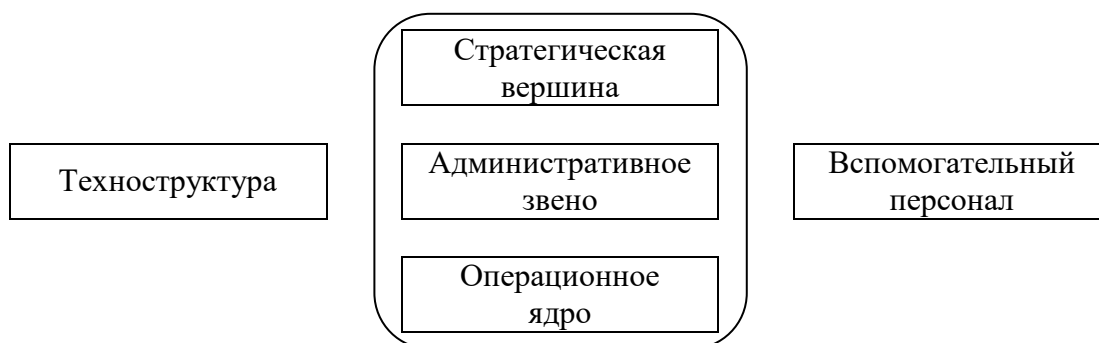 Стратегическая
вершина
Техноструктура
Административное
звено
Вспомогательный
персонал
Операционное
ядро